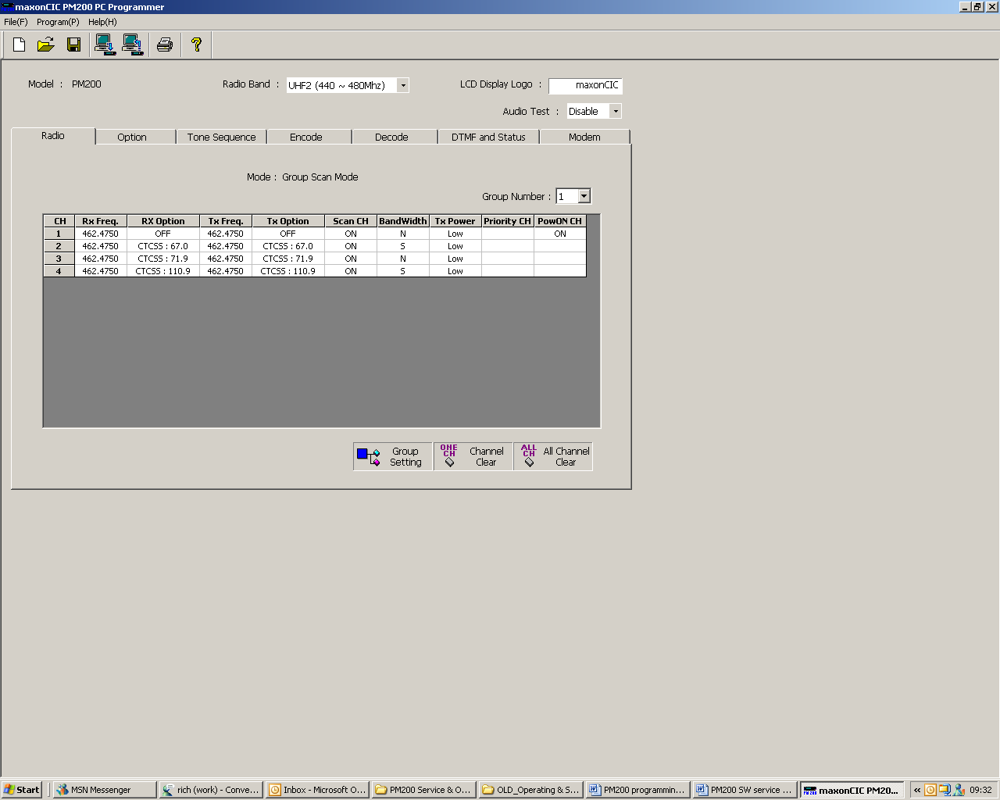 maxonCIC PM200 PC Programmer
File(F) Program(P) Help(H)
Model : PM200 Radio Band : UHF2 (440 ~ 480Mhz) LCD Display Logo : maxonCIC
Audio Test : Disable
Radio Option Tone Sequence Encode Decode DTMF and Status Modem
Mode : Group Scan Mode
Group Number : 1
CH Rx Freq. RX Option Tx Freq. Tx Option Scan CH BandWidth Tx Power Priority CH PowON CH
1 462.4750 OFF 462.4750 OFF ON N Low ON
2 462.4750 CTCSS : 67.0 462.4750 CTCSS : 67.0 ON S Low
3 462.4750 CTCSS : 71.9 462.4750 CTCSS : 71.9 ON N Low
4 462.4750 CTCSS : 110.9 462.4750 CTCSS : 110.9 ON S Low
Group Setting
ONE CH Channel Clear
ALL CH All Channel Clear
Start MSN Messenger rich (work) - Conve... Inbox - Microsoft O... PM200 Service & O... OLD_Operating & S... PM200 programmin... PM200 SW service ... maxonCIC PM20... « 09:32